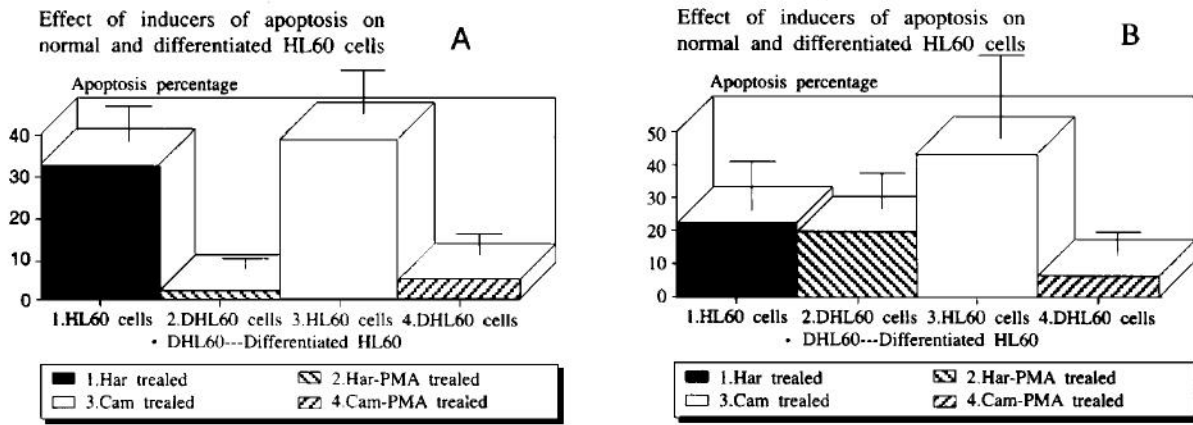 Effect of inducers of apoptosis on
normal and differentiated HL60 cells
A
Apoptosis percentage
40
30
20
10
0
1.HL60 cells 2.DHL60 cells 3.HL60 cells 4.DHL60 cells
• DHL60---Differentiated HL60
1.Har trealed 2.Har-PMA trealed
3.Cam trealed 4.Cam-PMA trealed
Effect of inducers of apoptosis on
normal and differentiated HL60 cells
B
Apoptosis percentage
50
40
30
20
10
0
1.HL60 cells 2.DHL60 cells 3.HL60 cells 4.DHL60 cells
• DHL60---Differentiated HL60
1.Har trealed 2.Har-PMA trealed
3.Cam trealed 4.Cam-PMA trealed